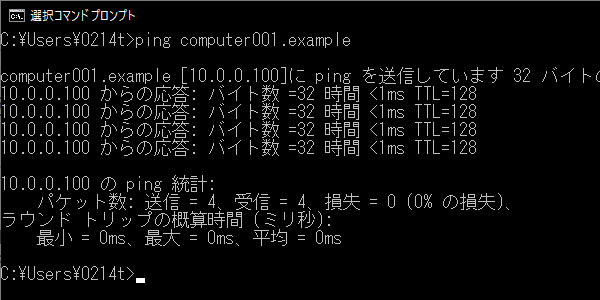 選択コマンドプロンプト
C:¥Users¥0214t>ping computer001.example
computer001.example [10.0.0.100]に ping を送信しています 32 バイトの
10.0.0.100 からの応答: バイト数 =32 時間 <1ms TTL=128
10.0.0.100 からの応答: バイト数 =32 時間 <1ms TTL=128
10.0.0.100 からの応答: バイト数 =32 時間 <1ms TTL=128
10.0.0.100 からの応答: バイト数 =32 時間 <1ms TTL=128
10.0.0.100 の ping 統計:
パケット数: 送信 = 4、受信 = 4、損失 = 0 (0% の損失)、
ラウンド トリップの概算時間 (ミリ秒):
最小 = 0ms、最大 = 0ms、平均 = 0ms
C:¥Users¥0214t>